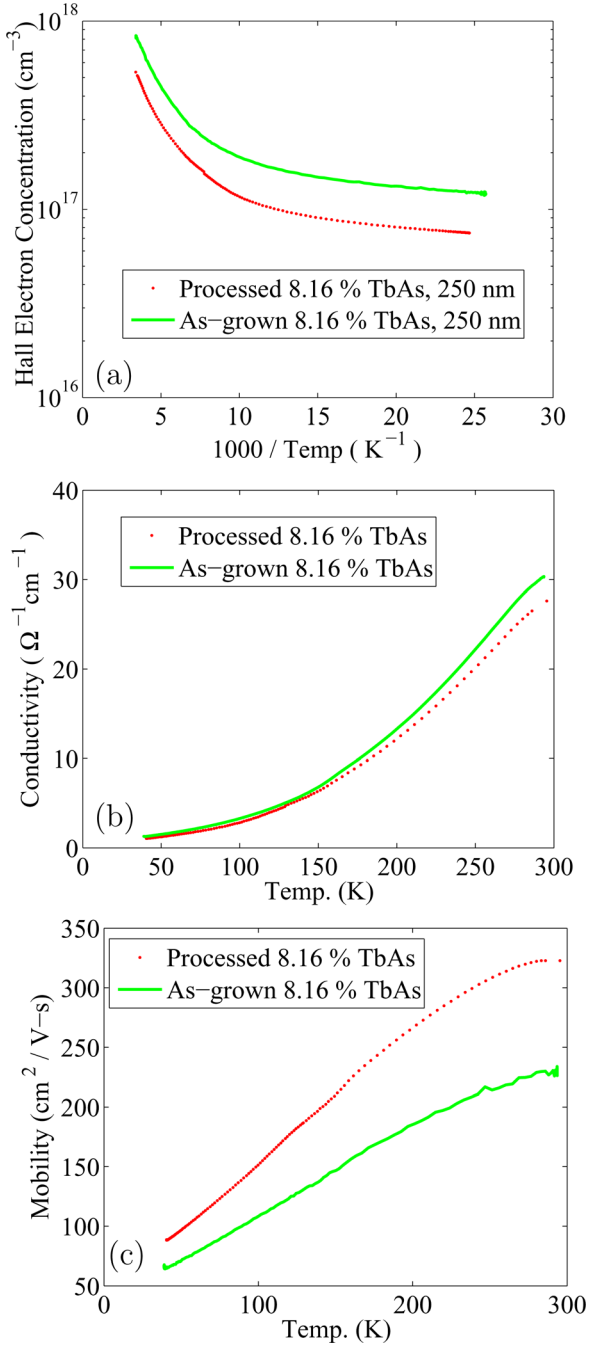 10^18
10^17
10^16
Hall Electron Concentration (cm^−3)
Processed 8.16 % TbAs, 250 nm
As−grown 8.16 % TbAs, 250 nm
(a)
0 5 10 15 20 25 30
1000 / Temp ( K^−1 )
40
30
20
10
0
Conductivity ( Ω^−1 cm^−1 )
Processed 8.16 % TbAs
As−grown 8.16 % TbAs
(b)
0 50 100 150 200 250 300
Temp. (K)
350
300
250
200
150
100
50
Mobility (cm^2 / V−s)
Processed 8.16 % TbAs
As−grown 8.16 % TbAs
(c)
0 100 200 300
Temp. (K)